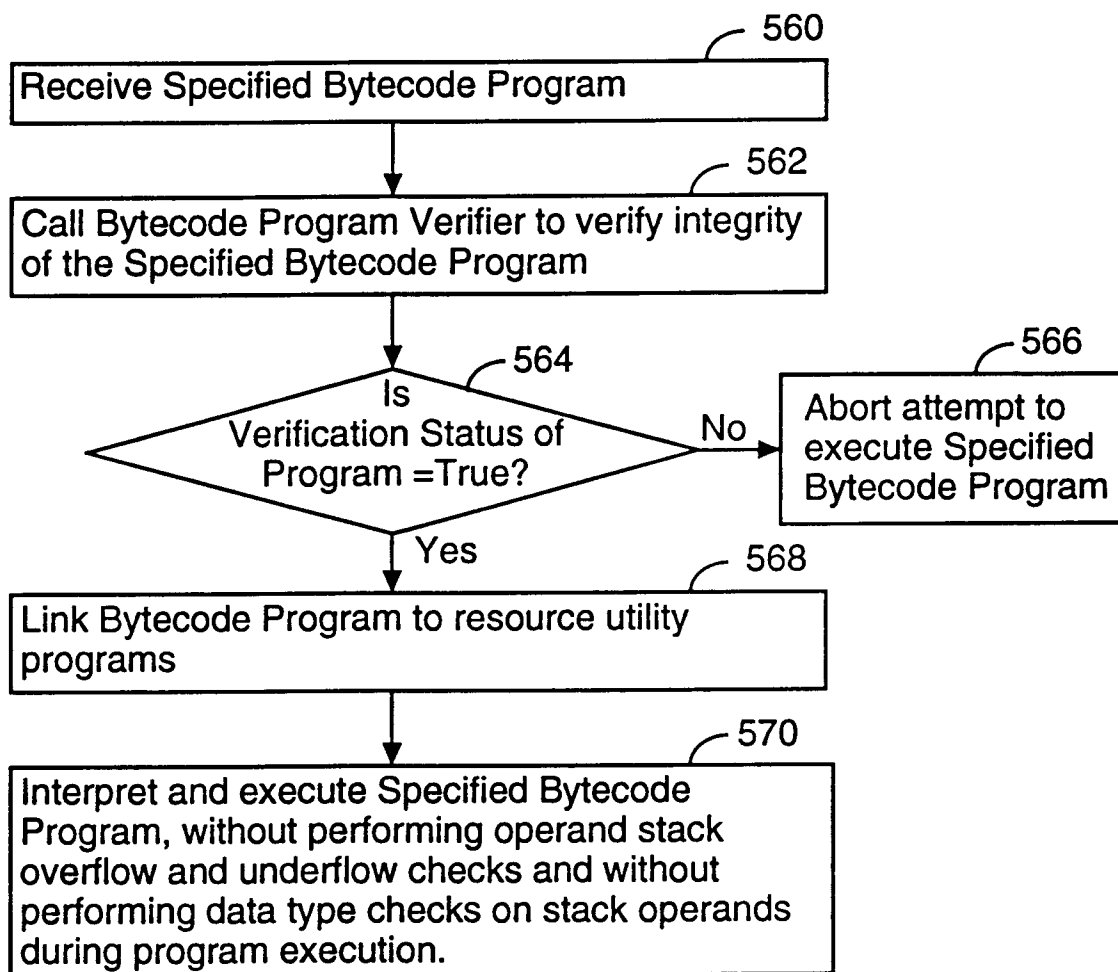 560
Receive Specified Bytecode Program
562
Call Bytecode Program Verifier to verify integrity
of the Specified Bytecode Program
564
Is
Verification Status of
Program =True?
No
566
Abort attempt to
execute Specified
Bytecode Program
Yes
568
Link Bytecode Program to resource utility
programs
570
Interpret and execute Specified Bytecode
Program, without performing operand stack
overflow and underflow checks and without
performing data type checks on stack operands
during program execution.